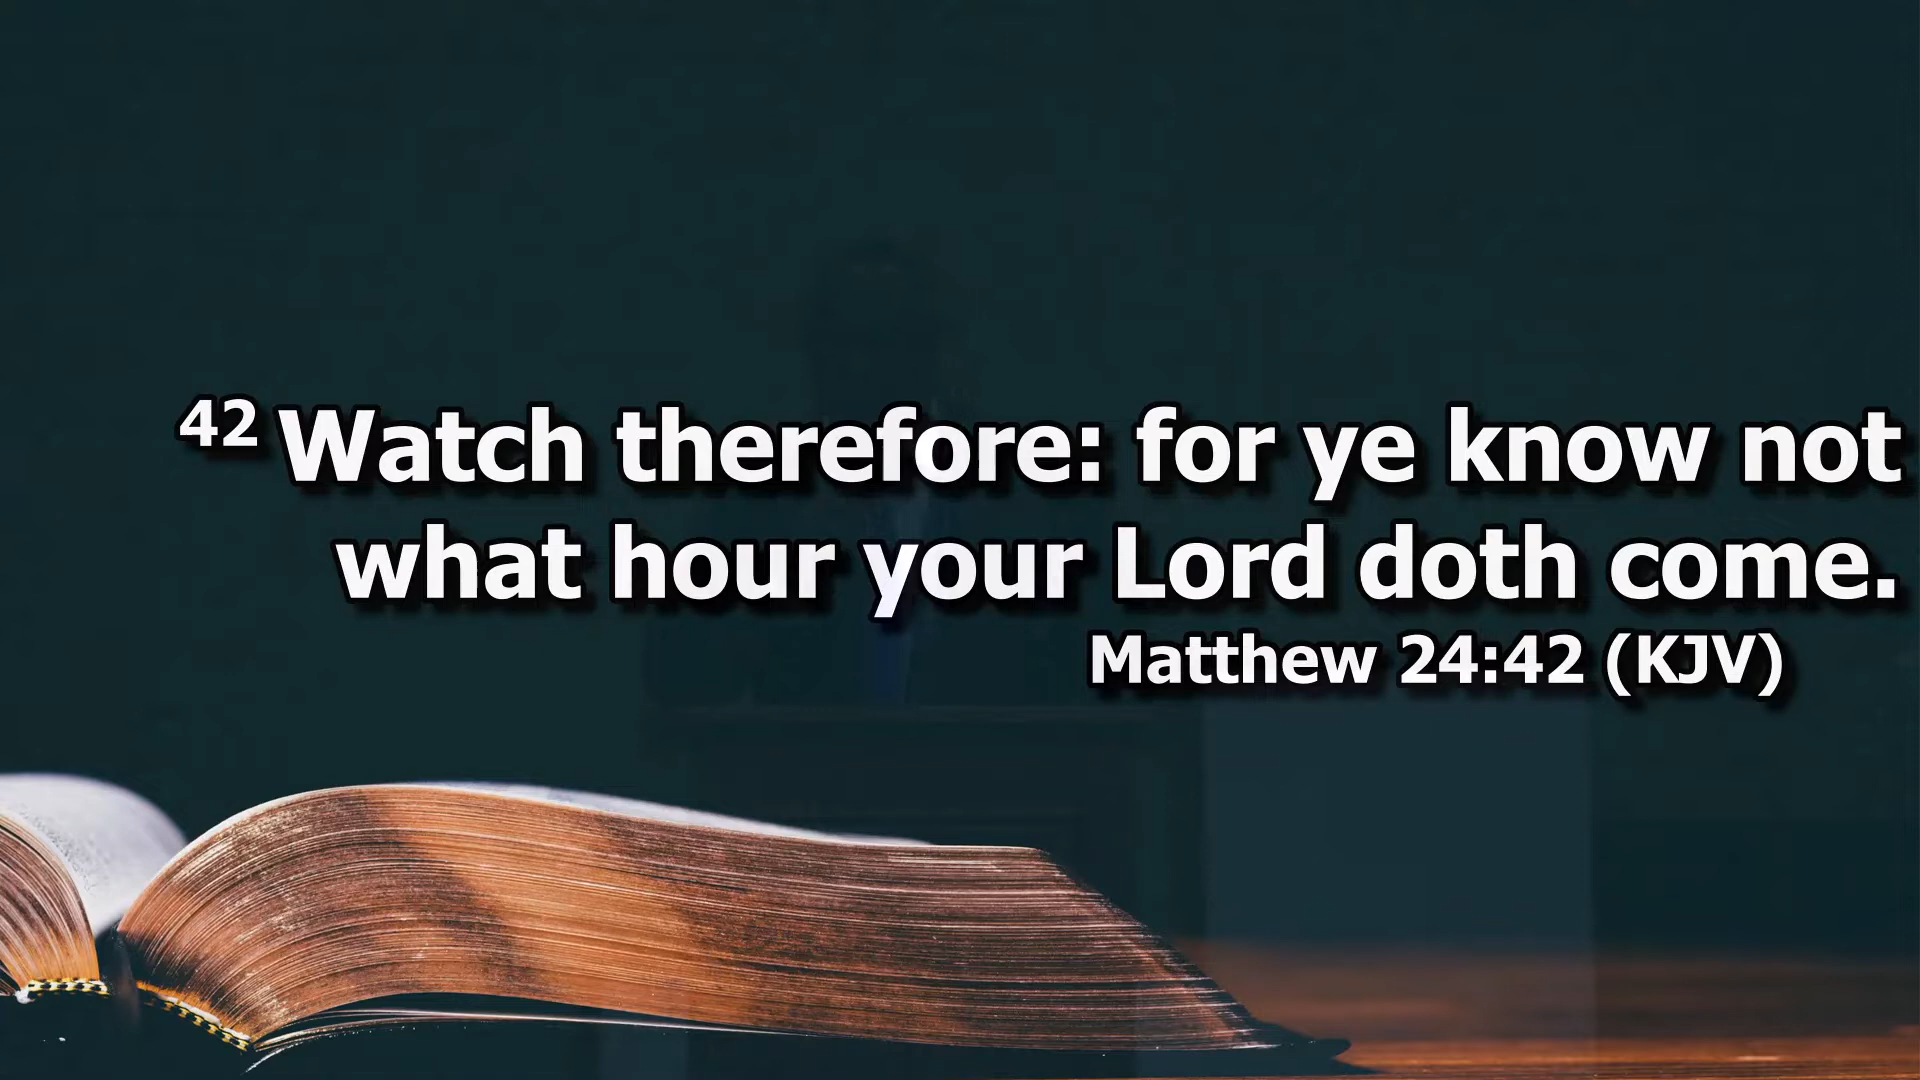 42 Watch therefore: for ye know not
what hour your Lord doth come.
Matthew 24:42 (KJV)